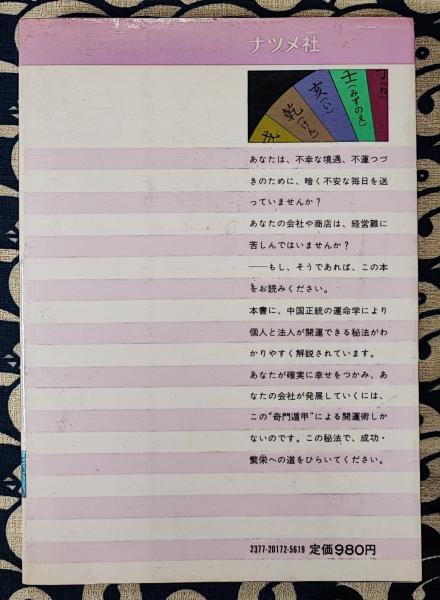 ナツメ社
戌
乾(けん)
亥(い)
壬(みずのえ)
(ね)
あなたは、不幸な境遇、不運つづ
きのために、暗く不安な毎日を送
っていませんか？
あなたの会社や商店は、経営難に
苦しんではいませんか？
――もし、そうであれば、この本
をお読みください。
本書に、中国正統の運命学により
個人と法人が開運できる秘法がわ
かりやすく解説されています。
あなたが確実に幸せをつかみ、あ
なたの会社が発展していくには、
この“奇門遁甲”による開運術しか
ないのです。この秘法で、成功・
繁栄への道をひらいてください。
2377-20172-5619 定価980円